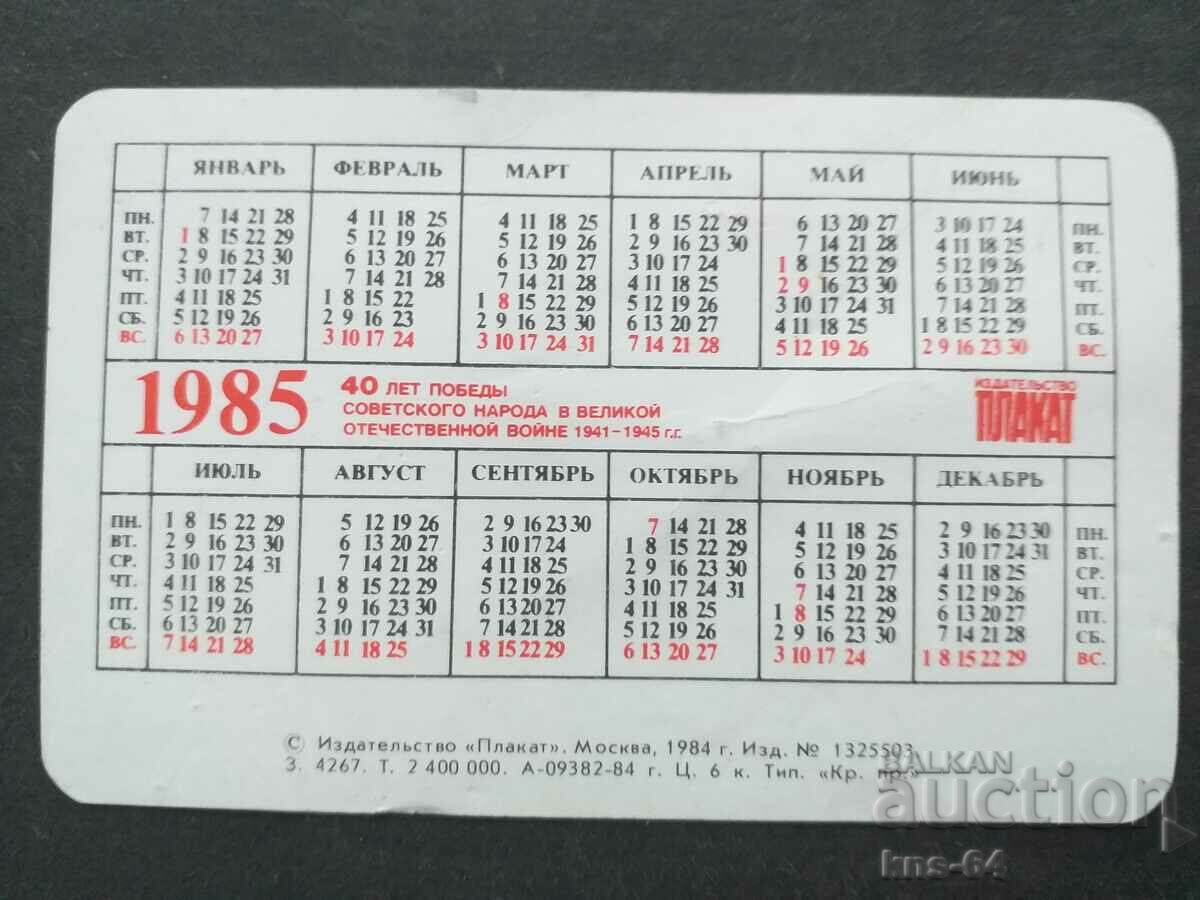 ЯНВАРЬ ФЕВРАЛЬ МАРТ АПРЕЛЬ МАЙ ИЮНЬ
ПН. 7 14 21 28 4 11 18 25 4 11 18 25 1 8 15 22 29 6 13 20 27 3 10 17 24 ПН.
ВТ. 1 8 15 22 29 5 12 19 26 5 12 19 26 2 9 16 23 30 7 14 21 28 4 11 18 25 ВТ.
СР. 2 9 16 23 30 6 13 20 27 6 13 20 27 3 10 17 24 1 8 15 22 29 5 12 19 26 СР.
ЧТ. 3 10 17 24 31 7 14 21 28 7 14 21 28 4 11 18 25 2 9 16 23 30 6 13 20 27 ЧТ.
ПТ. 4 11 18 25 1 8 15 22 1 8 15 22 29 5 12 19 26 3 10 17 24 31 7 14 21 28 ПТ.
СБ. 5 12 19 26 2 9 16 23 2 9 16 23 30 6 13 20 27 4 11 18 25 1 8 15 22 29 СБ.
ВС. 6 13 20 27 3 10 17 24 3 10 17 24 31 7 14 21 28 5 12 19 26 2 9 16 23 30 ВС.
1985
40 ЛЕТ ПОБЕДЫ
СОВЕТСКОГО НАРОДА В ВЕЛИКОЙ
ОТЕЧЕСТВЕННОЙ ВОЙНЕ 1941-1945 г.г.
ИЗДАТЕЛЬСТВО
ПЛАКАТ
ИЮЛЬ АВГУСТ СЕНТЯБРЬ ОКТЯБРЬ НОЯБРЬ ДЕКАБРЬ
ПН. 1 8 15 22 29 5 12 19 26 2 9 16 23 30 7 14 21 28 4 11 18 25 2 9 16 23 30 ПН.
ВТ. 2 9 16 23 30 6 13 20 27 3 10 17 24 1 8 15 22 29 5 12 19 26 3 10 17 24 31 ВТ.
СР. 3 10 17 24 31 7 14 21 28 4 11 18 25 2 9 16 23 30 6 13 20 27 4 11 18 25 СР.
ЧТ. 4 11 18 25 1 8 15 22 29 5 12 19 26 3 10 17 24 31 7 14 21 28 5 12 19 26 ЧТ.
ПТ. 5 12 19 26 2 9 16 23 30 6 13 20 27 4 11 18 25 1 8 15 22 29 6 13 20 27 ПТ.
СБ. 6 13 20 27 3 10 17 24 31 7 14 21 28 5 12 19 26 2 9 16 23 30 7 14 21 28 СБ.
ВС. 7 14 21 28 4 11 18 25 1 8 15 22 29 6 13 20 27 3 10 17 24 1 8 15 22 29 ВС.
© Издательство «Плакат». Москва, 1984 г. Изд. № 1325503
З. 4267. Т. 2 400 000. А-09382-84 г. Ц. 6 к. Тип. «Кр. пр.»
BALKAN
auction
kns-64